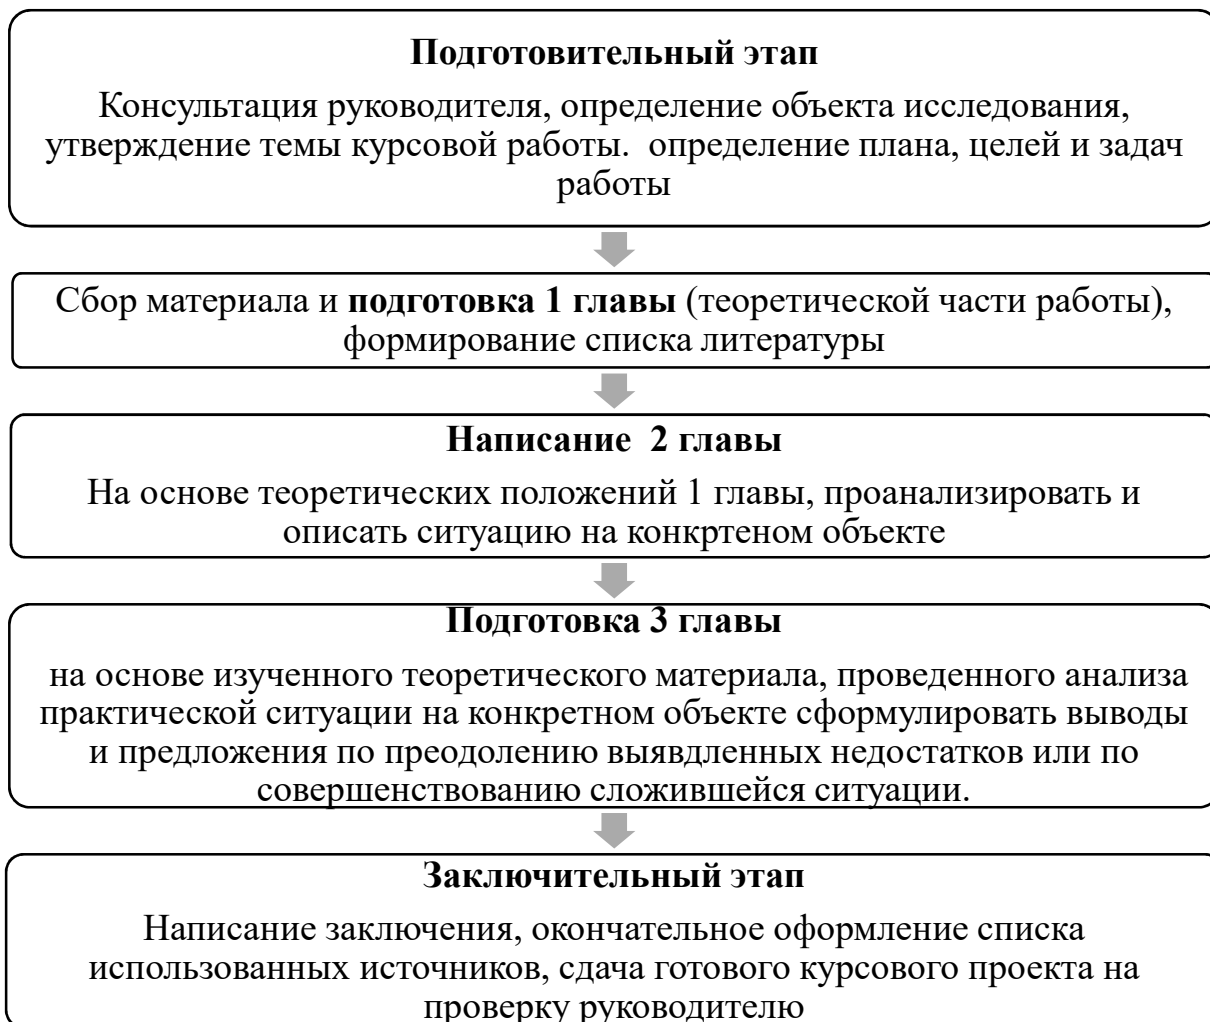 Подготовительный этап
Консультация руководителя, определение объекта исследования,
утверждение темы курсовой работы.  определение плана, целей и задач
работы
Сбор материала и подготовка 1 главы (теоретической части работы),
формирование списка литературы
Написание  2 главы
На основе теоретических положений 1 главы, проанализировать и
описать ситуацию на конкртеном объекте
Подготовка 3 главы
на основе изученного теоретического материала, проведенного анализа
практической ситуации на конкретном объекте сформулировать выводы
и предложения по преодолению выявдленных недостатков или по
совершенствованию сложившейся ситуации.
Заключительный этап
Написание заключения, окончательное оформление списка
использованных источников, сдача готового курсового проекта на
проверку руководителю